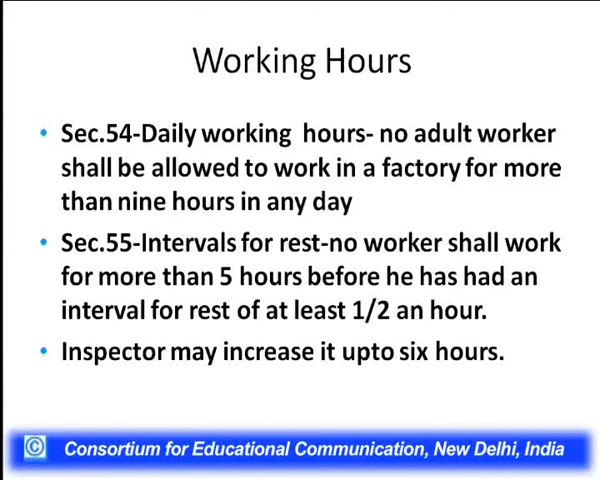 Working Hours
• Sec.54-Daily working hours- no adult worker
shall be allowed to work in a factory for more
than nine hours in any day
• Sec.55-Intervals for rest-no worker shall work
for more than 5 hours before he has had an
interval for rest of at least 1/2 an hour.
• Inspector may increase it upto six hours.
© Consortium for Educational Communication, New Delhi, India